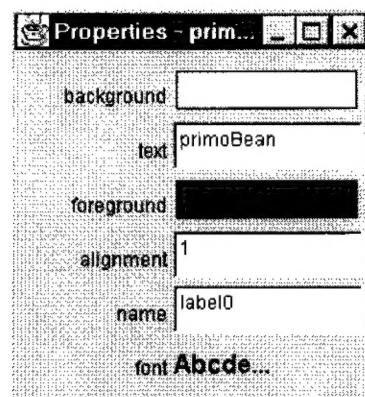 Properties - prim...
background
text primoBean
foreground
alignment 1
name label0
font Abcde...